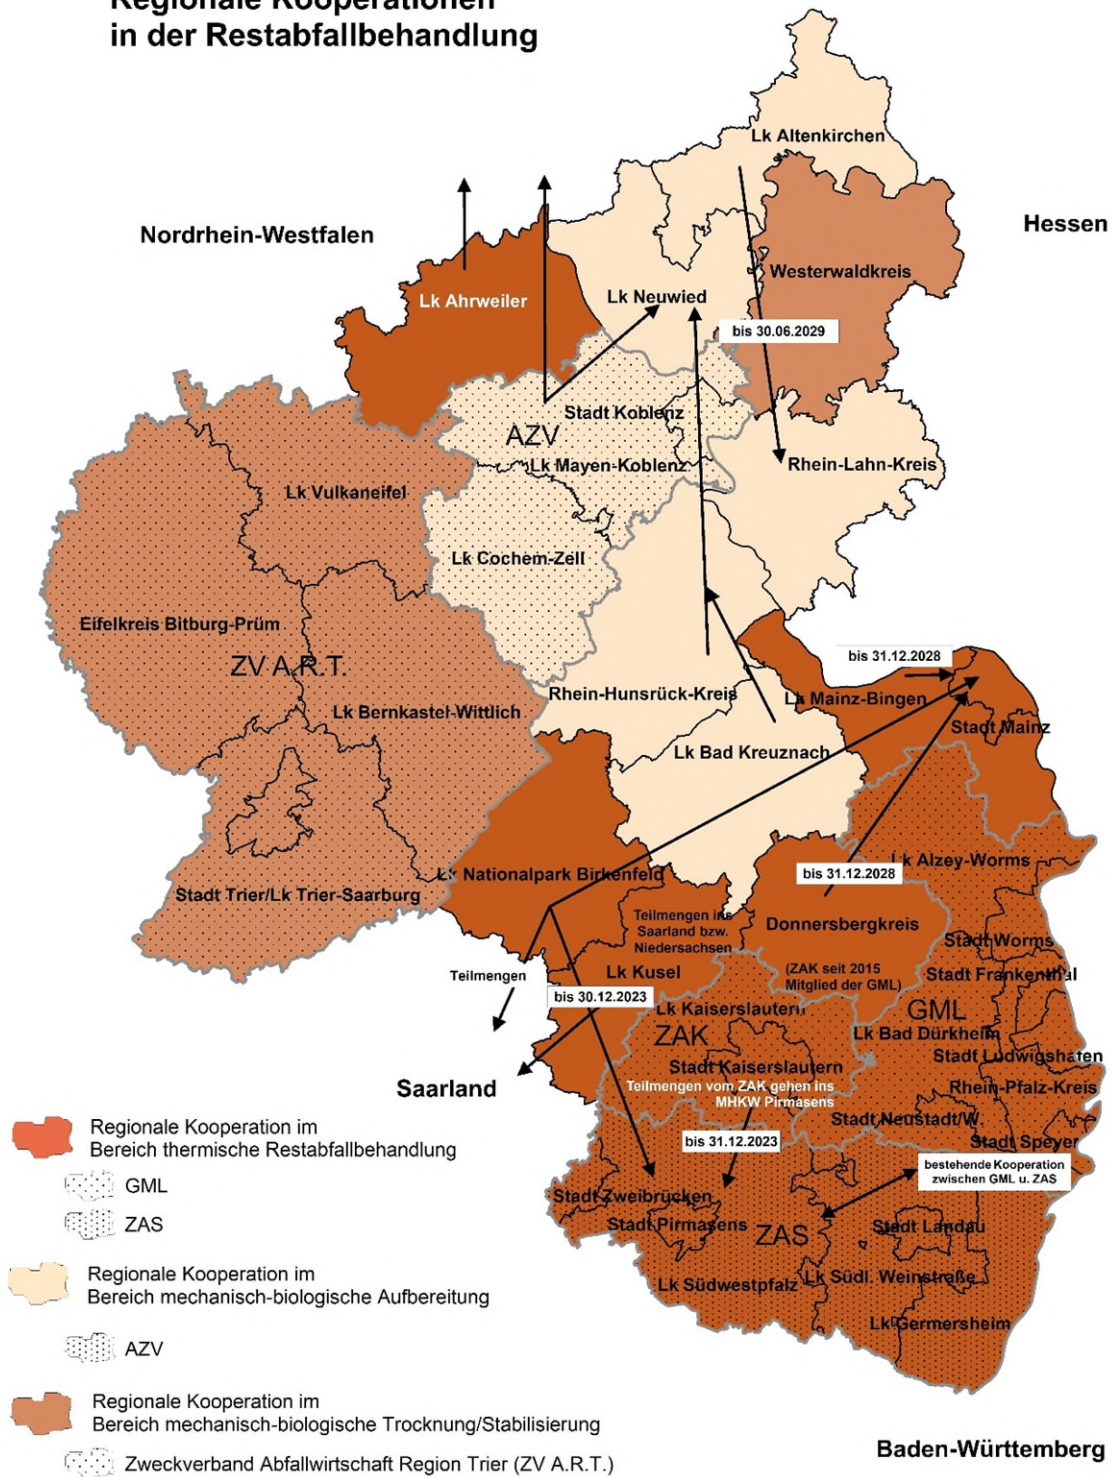 Regionale Kooperationen
in der Restabfallbehandlung
Lk Altenkirchen
Nordrhein-Westfalen
Hessen
Westerwaldkreis
Lk Ahrweiler
Lk Neuwied
bis 30.06.2029
Stadt Koblenz
AZV
Lk Mayen-Koblenz
Rhein-Lahn-Kreis
Lk Vulkaneifel
Lk Cochem-Zell
Eifelkreis Bitburg-Prüm
ZV A.R.T.
bis 31.12.2028
Rhein-Hunsrück-Kreis
Lk Mainz-Bingen
Lk Bernkastel-Wittlich
Stadt Mainz
Lk Bad Kreuznach
Lk Alzey-Worms
bis 31.12.2028
Lk Nationalpark Birkenfeld
Stadt Trier/Lk Trier-Saarburg
Teilmengen ins
Saarland bzw.
Niedersachsen
Donnersbergkreis
Stadt Worms
Lk Kusel
Teilmengen
(ZAK seit 2015
Mitglied der GML)
Stadt Frankenthal
bis 30.12.2023
Lk Kaiserslautern
GML
ZAK
Lk Bad Dürkheim
Stadt Ludwigshafen
Stadt Kaiserslautern
Saarland
Teilmengen vom ZAK gehen ins
MHKW Pirmasens
Rhein-Pfalz-Kreis
Stadt Neustadt/W.
Stadt Speyer
bis 31.12.2023
bestehende Kooperation
zwischen GML u. ZAS
Stadt Zweibrücken
Stadt Pirmasens
ZAS
Stadt Landau
Lk Südwestpfalz
Lk Südl. Weinstraße
Lk Germersheim
Regionale Kooperation im
Bereich thermische Restabfallbehandlung
GML
ZAS
Regionale Kooperation im
Bereich mechanisch-biologische Aufbereitung
AZV
Regionale Kooperation im
Bereich mechanisch-biologische Trocknung/Stabilisierung
Zweckverband Abfallwirtschaft Region Trier (ZV A.R.T.)
Baden-Württemberg